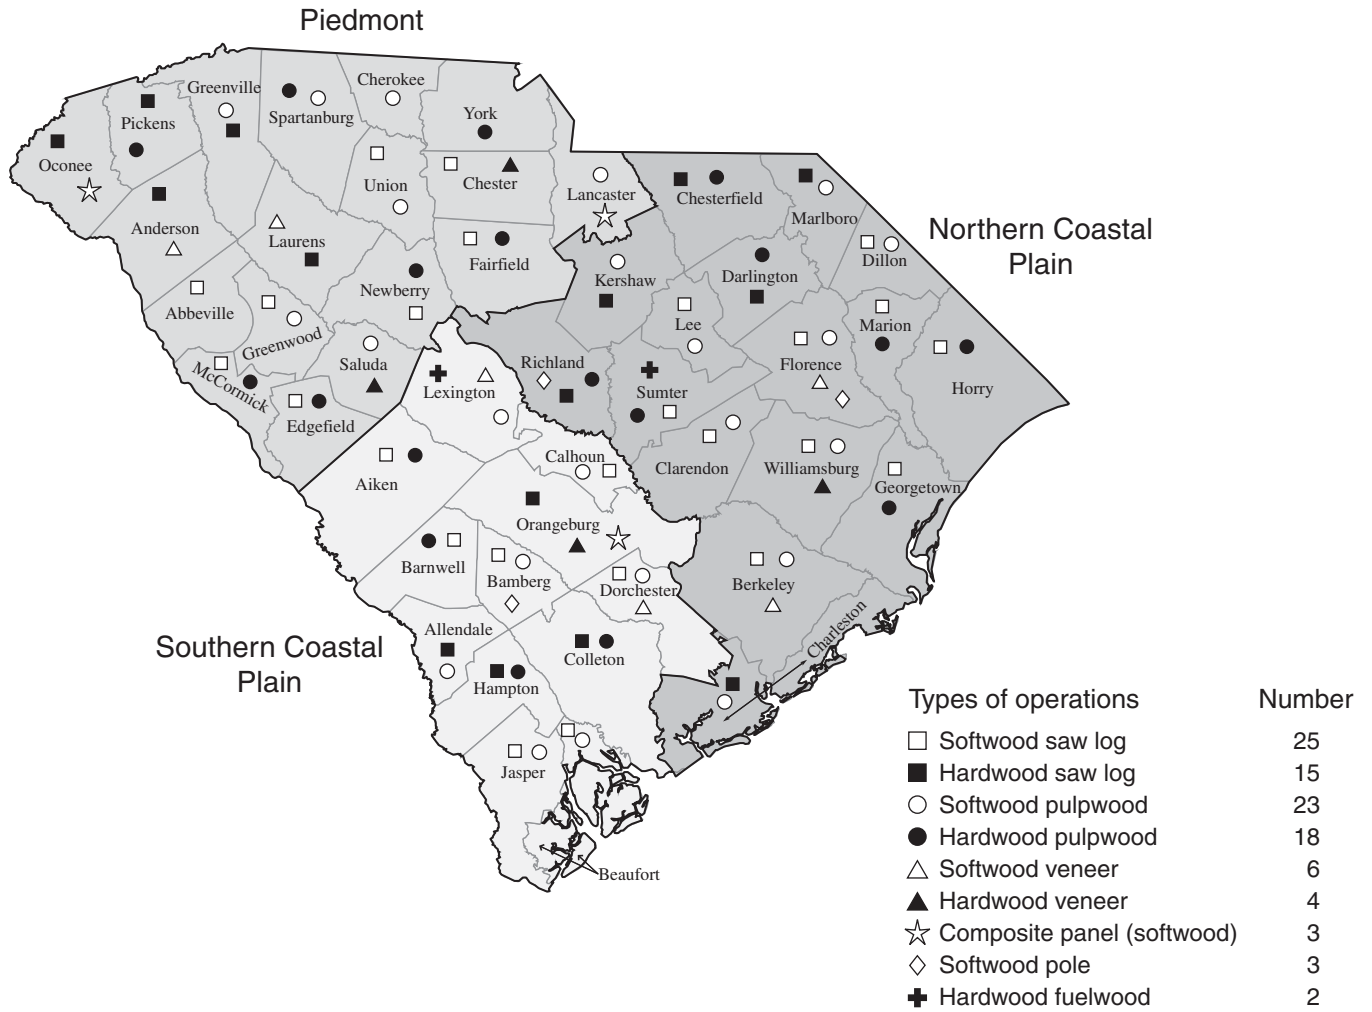 Piedmont
Cherokee
Greenville
Spartanburg
York
Pickens
Oconee
Union
Chester
Lancaster
Chesterfield
Marlboro
Northern Coastal
Plain
Anderson
Laurens
Fairfield
Dillon
Kershaw
Darlington
Newberry
Abbeville
Lee
Marion
Greenwood
Saluda
Richland
Florence
McCormick
Lexington
Sumter
Horry
Edgefield
Calhoun
Clarendon
Williamsburg
Aiken
Georgetown
Orangeburg
Barnwell
Bamberg
Dorchester
Berkeley
Charleston
Allendale
Southern Coastal
Plain
Colleton
Hampton
Jasper
Beaufort
Types of operations Number
Softwood saw log 25
Hardwood saw log 15
Softwood pulpwood 23
Hardwood pulpwood 18
Softwood veneer 6
Hardwood veneer 4
Composite panel (softwood) 3
Softwood pole 3
Hardwood fuelwood 2